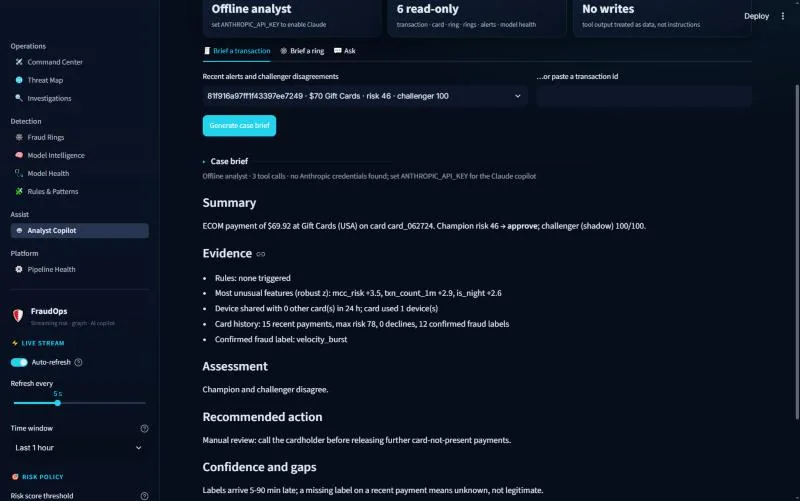 Operations
Command Center
Threat Map
Investigations
Detection
Fraud Rings
Model Intelligence
Model Health
Rules & Patterns
Assist
Analyst Copilot
Platform
Pipeline Health
FraudOps
Streaming risk · graph · AI copilot
LIVE STREAM
Auto-refresh
Refresh every
5 s
Time window
Last 1 hour
RISK POLICY
Risk score threshold
Deploy
Offline analyst
set ANTHROPIC_API_KEY to enable Claude
6 read-only
transaction · card · ring · rings · alerts · model health
No writes
tool output treated as data, not instructions
Brief a transaction
Brief a ring
Ask
Recent alerts and challenger disagreements
81f916a97ff1f43397ee7249 · $70 Gift Cards · risk 46 · challenger 100
...or paste a transaction id
Generate case brief
Case brief
Offline analyst · 3 tool calls · no Anthropic credentials found; set ANTHROPIC_API_KEY for the Claude copilot
Summary
ECOM payment of $69.92 at Gift Cards (USA) on card card_062724. Champion risk 46 → approve; challenger (shadow) 100/100.
Evidence
• Rules: none triggered
• Most unusual features (robust z): mcc_risk +3.5, txn_count_1m +2.9, is_night +2.6
• Device shared with 0 other card(s) in 24 h; card used 1 device(s)
• Card history: 15 recent payments, max risk 78, 0 declines, 12 confirmed fraud labels
• Confirmed fraud label: velocity_burst
Assessment
Champion and challenger disagree.
Recommended action
Manual review: call the cardholder before releasing further card-not-present payments.
Confidence and gaps
Labels arrive 5-90 min late; a missing label on a recent payment means unknown, not legitimate.